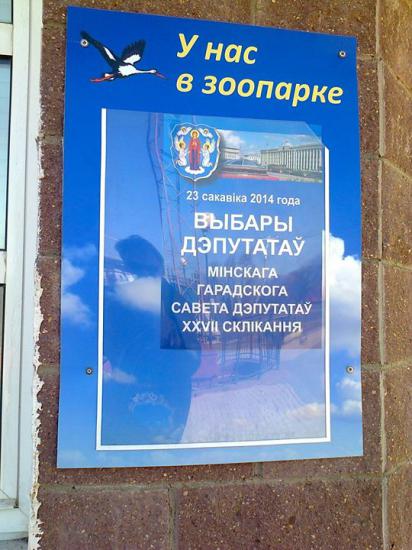 У нас
в зоопарке
23 сакавіка 2014 года
ВЫБАРЫ
ДЭПУТАТАЎ
МІНСКАГА
ГАРАДСКОГА
САВЕТА ДЭПУТАТАЎ
XXVII СКЛІКАННЯ